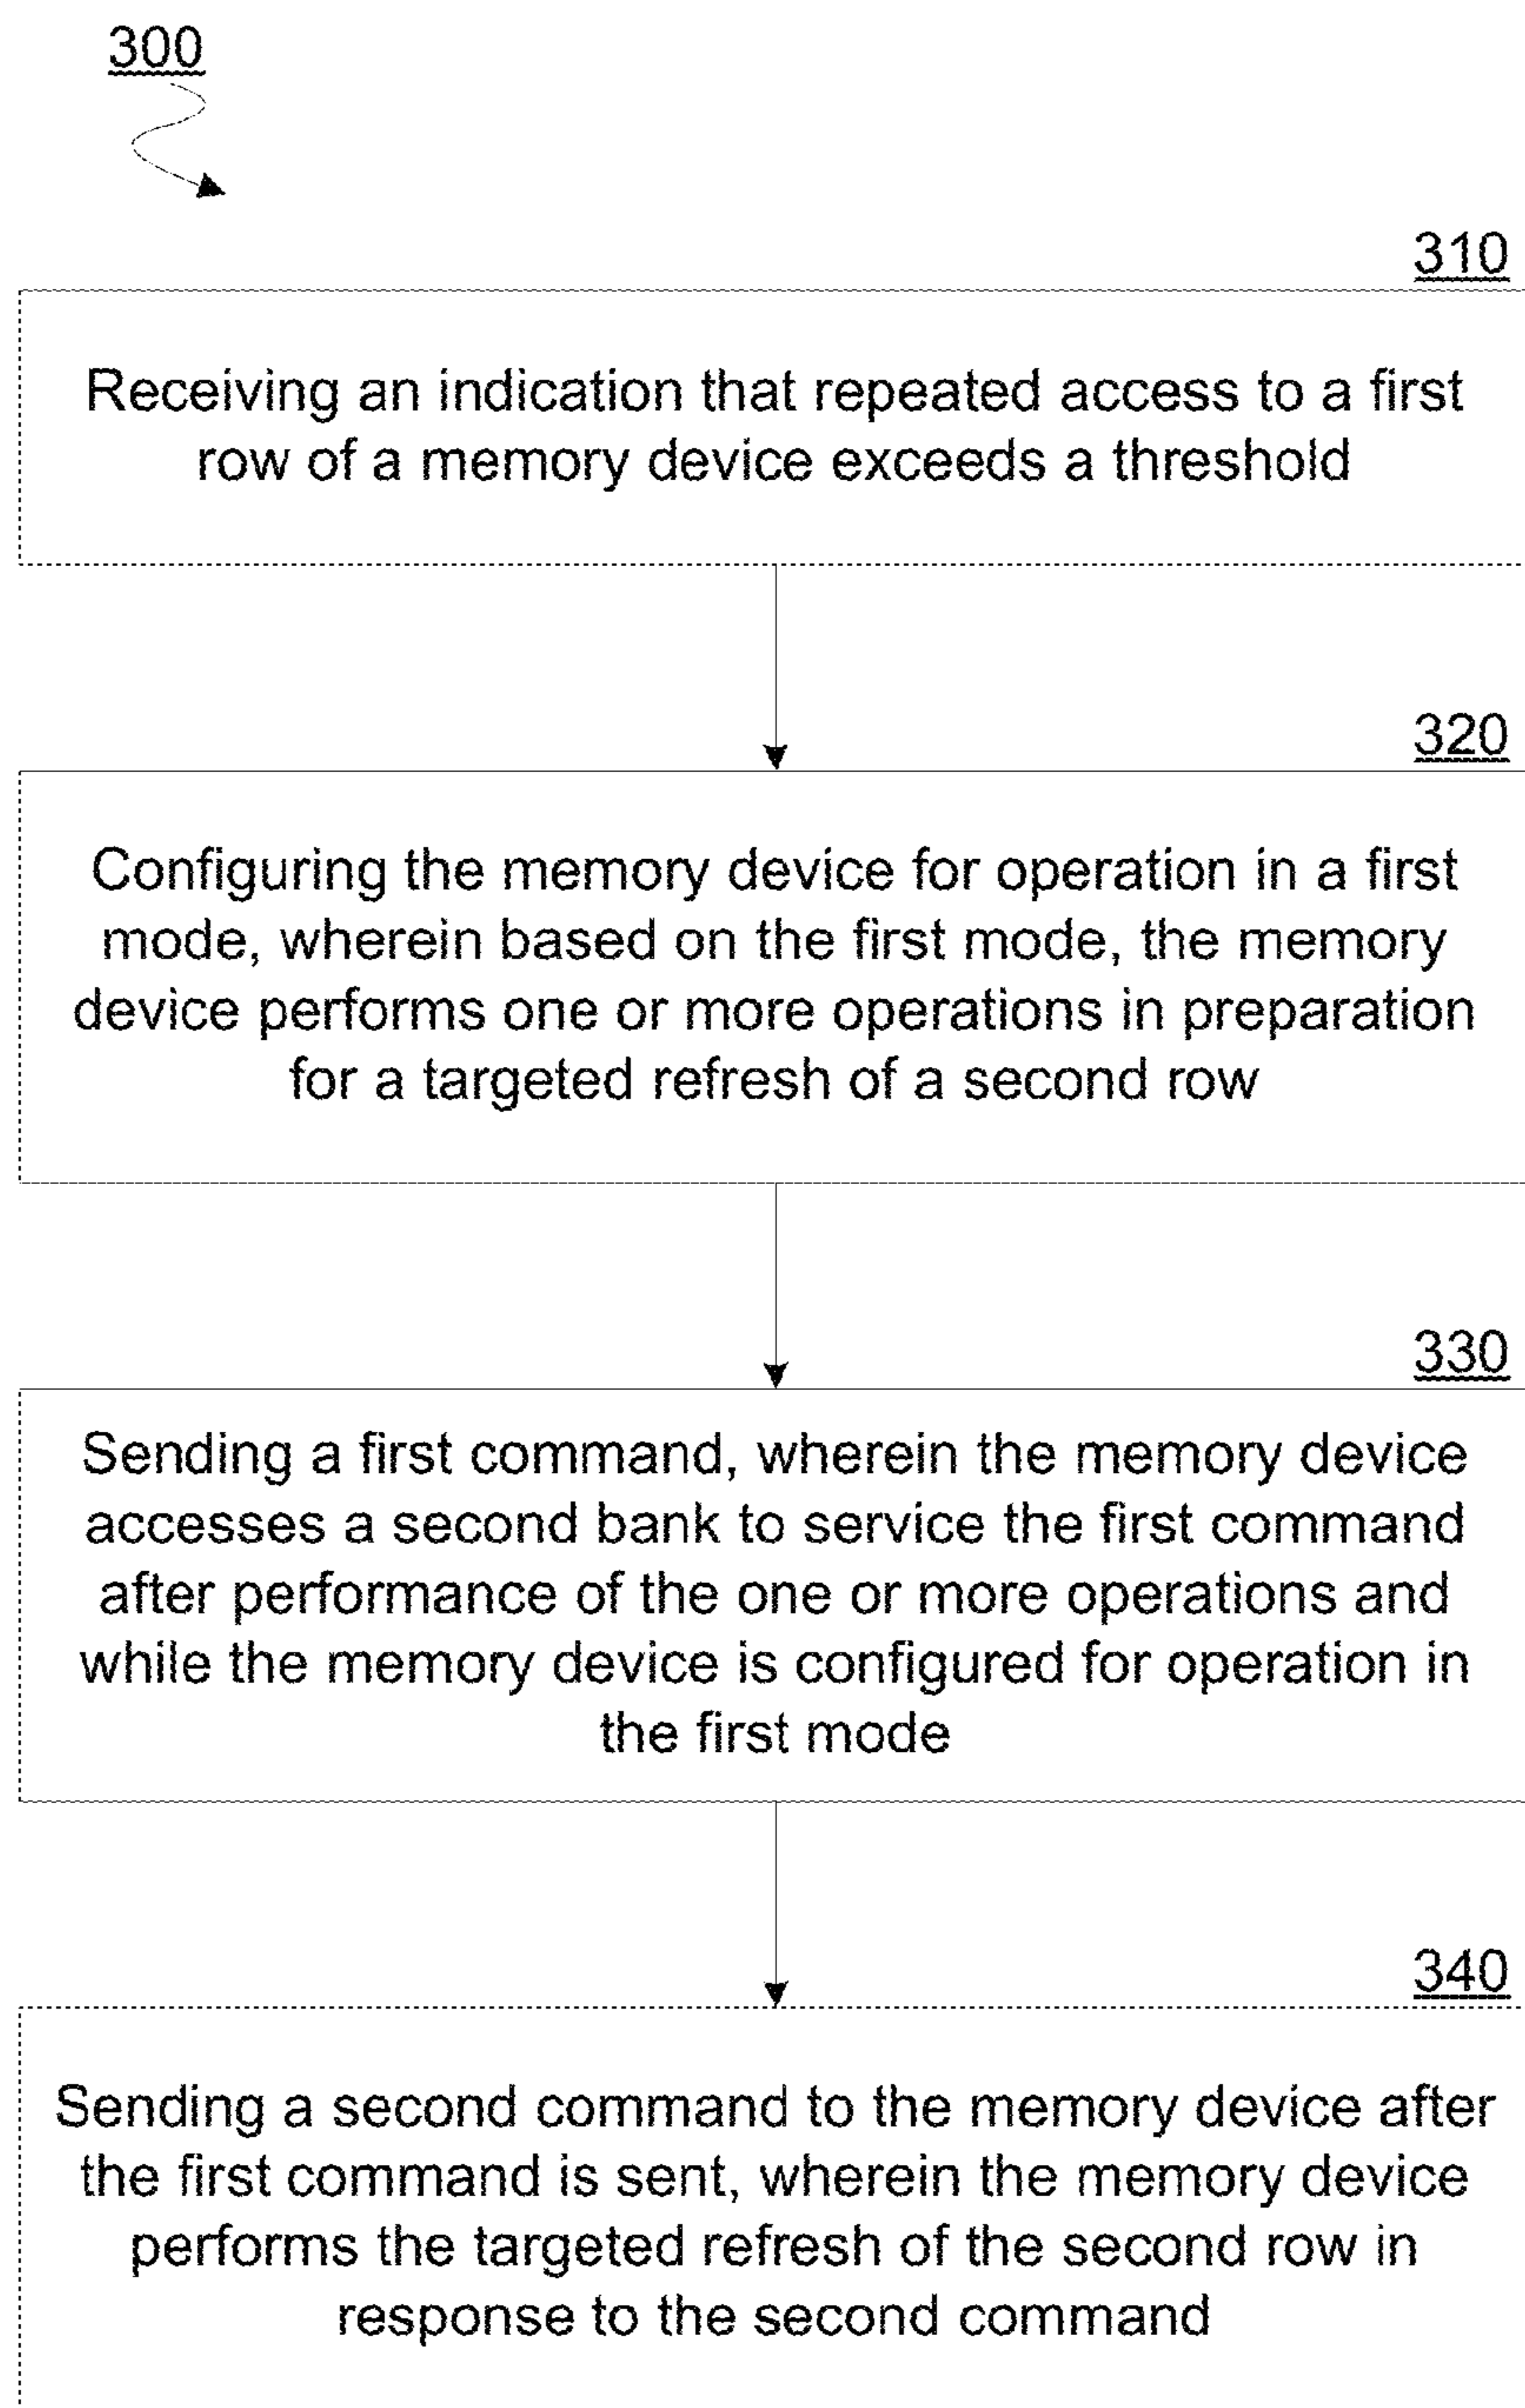 300
310
Receiving an indication that repeated access to a first
row of a memory device exceeds a threshold
320
Configuring the memory device for operation in a first
mode, wherein based on the first mode, the memory
device performs one or more operations in preparation
for a targeted refresh of a second row
330
Sending a first command, wherein the memory device
accesses a second bank to service the first command
after performance of the one or more operations and
while the memory device is configured for operation in
the first mode
340
Sending a second command to the memory device after
the first command is sent, wherein the memory device
performs the targeted refresh of the second row in
response to the second command